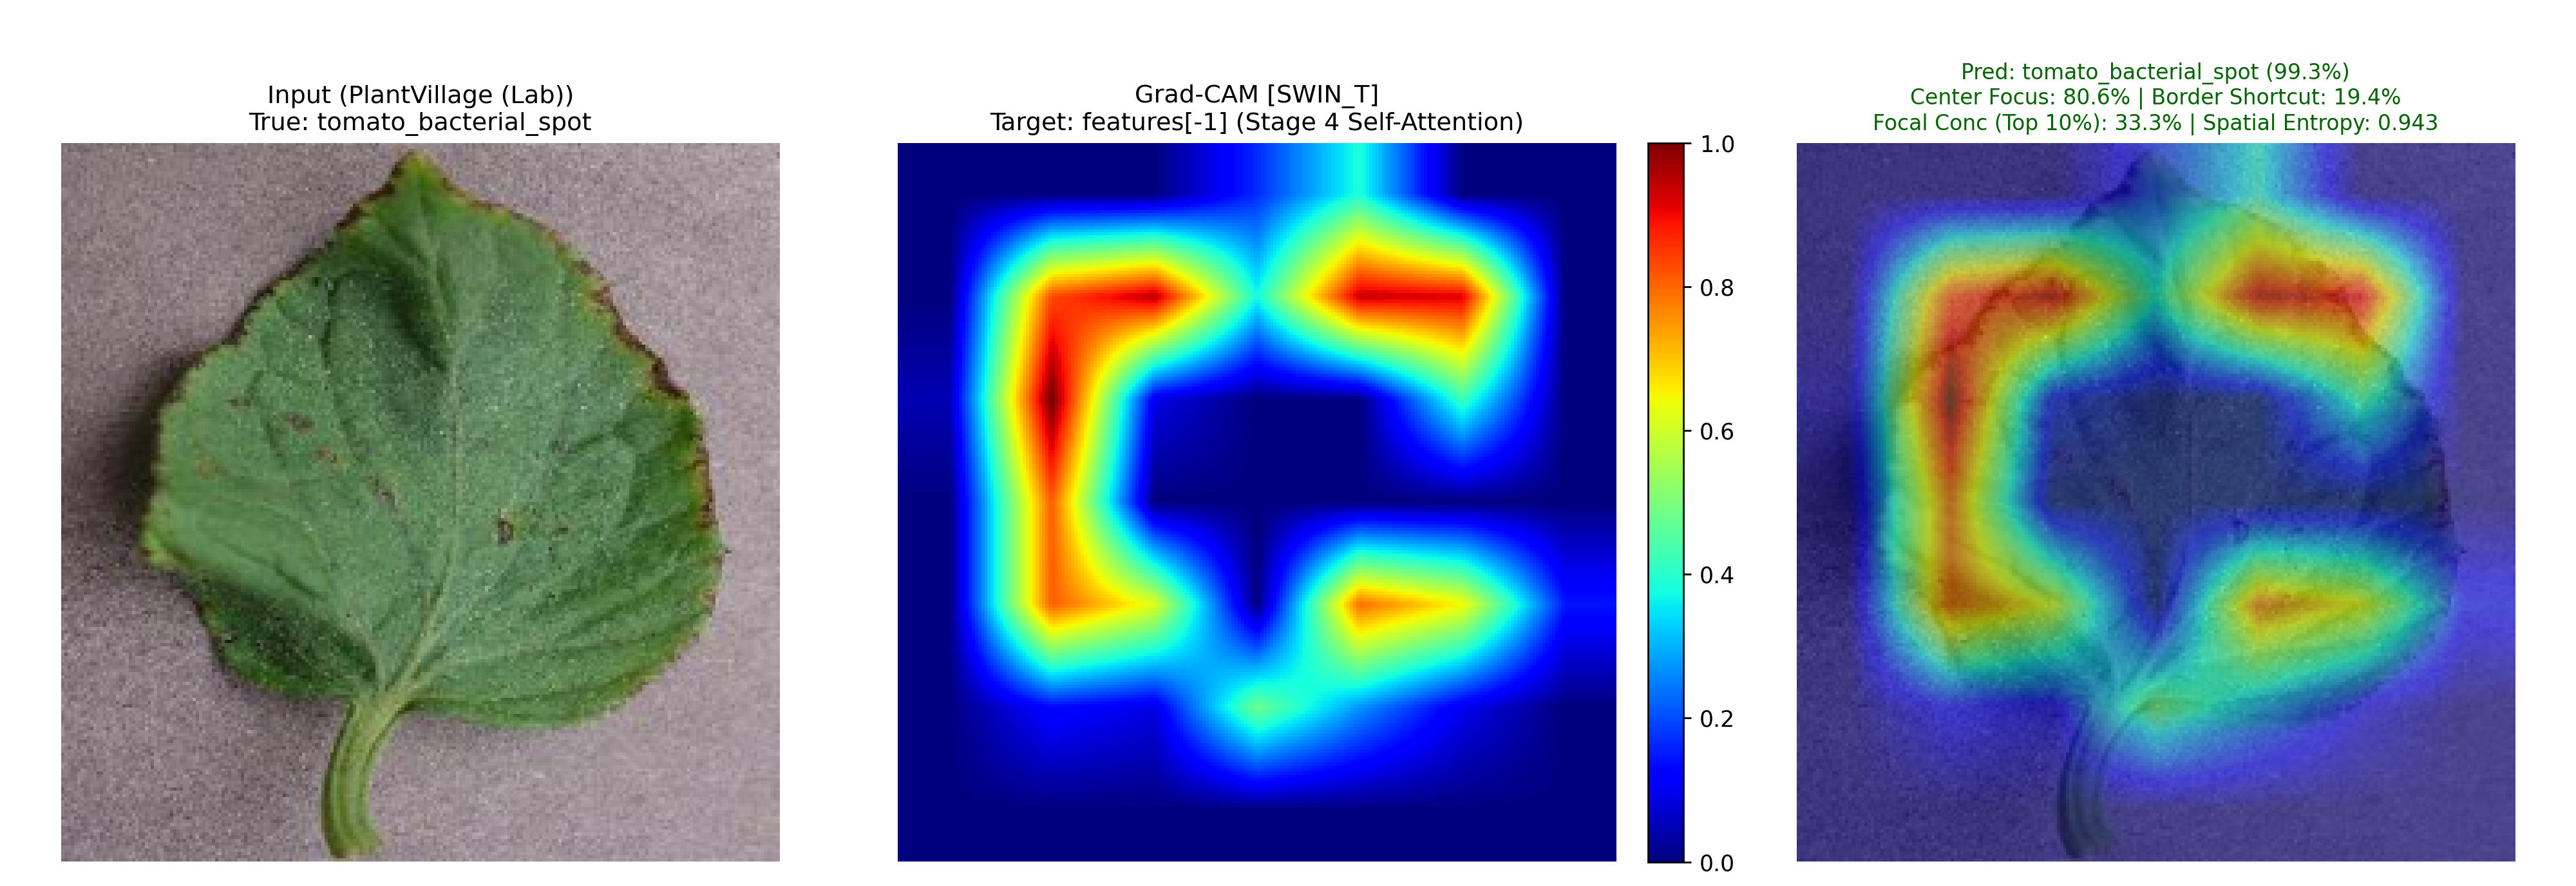 Input (PlantVillage (Lab))
True: tomato_bacterial_spot
Grad-CAM [SWIN_T]
Target: features[-1] (Stage 4 Self-Attention)
1.0
0.8
0.6
0.4
0.2
0.0
Pred: tomato_bacterial_spot (99.3%)
Center Focus: 80.6% | Border Shortcut: 19.4%
Focal Conc (Top 10%): 33.3% | Spatial Entropy: 0.943